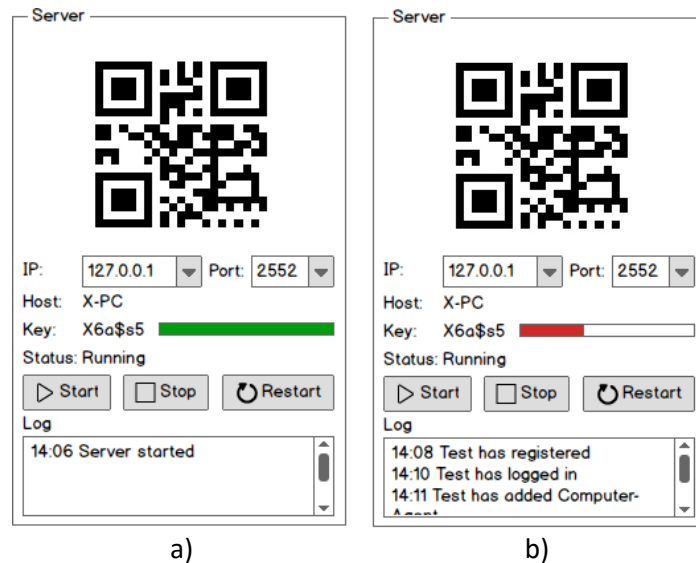 Server
IP: 127.0.0.1 Port: 2552
Host: X-PC
Key: X6a$s5
Status: Running
Start Stop Restart
Log
14:06 Server started
a)
Server
IP: 127.0.0.1 Port: 2552
Host: X-PC
Key: X6a$s5
Status: Running
Start Stop Restart
Log
14:08 Test has registered
14:10 Test has logged in
14:11 Test has added Computer-
Agent
b)